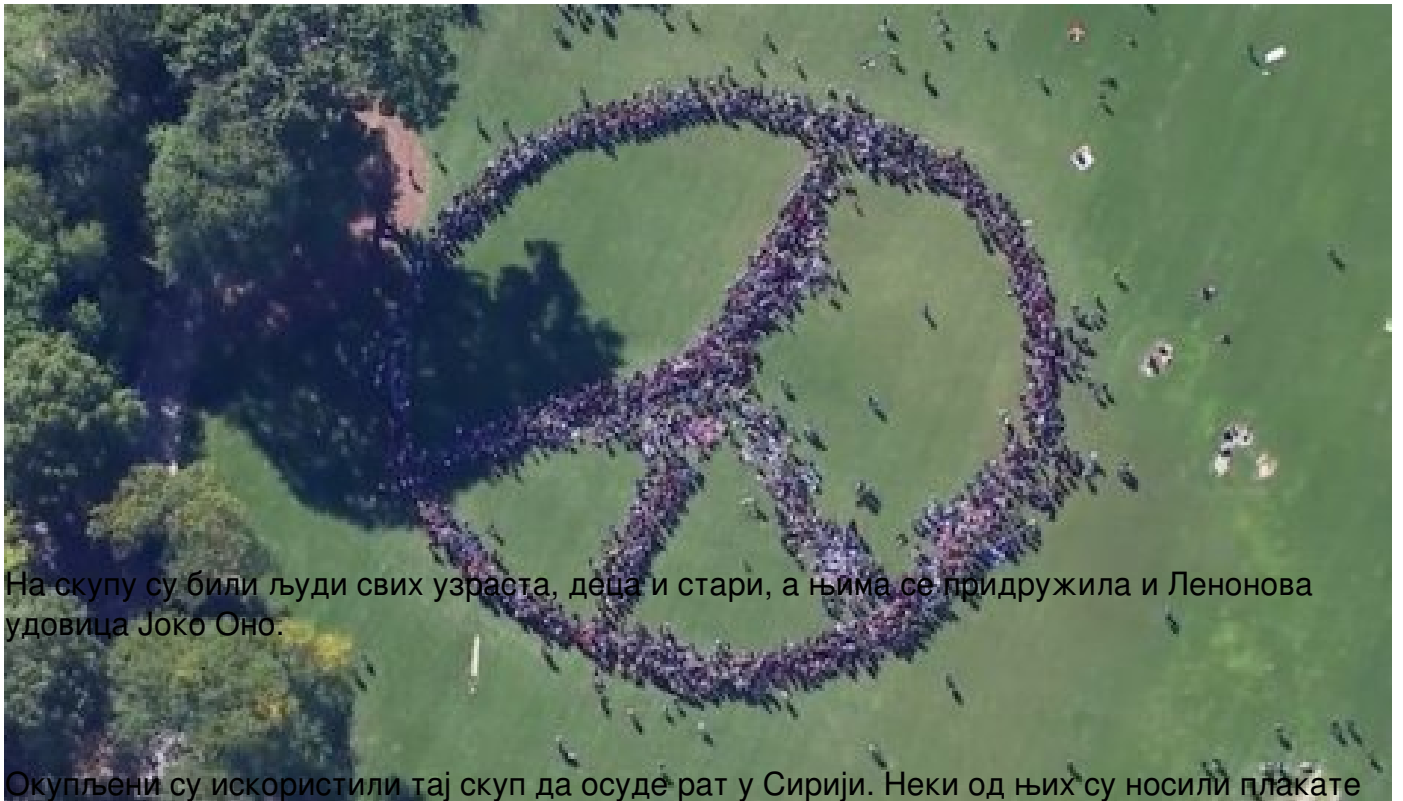 На скупу су били људи свих узраста, деца и стари, а њима се придружила и Ленонова
удовица Јоко Оно.
Окупљени су искористили тај скуп да осуде рат у Сирији. Неки од њих су носили плакате